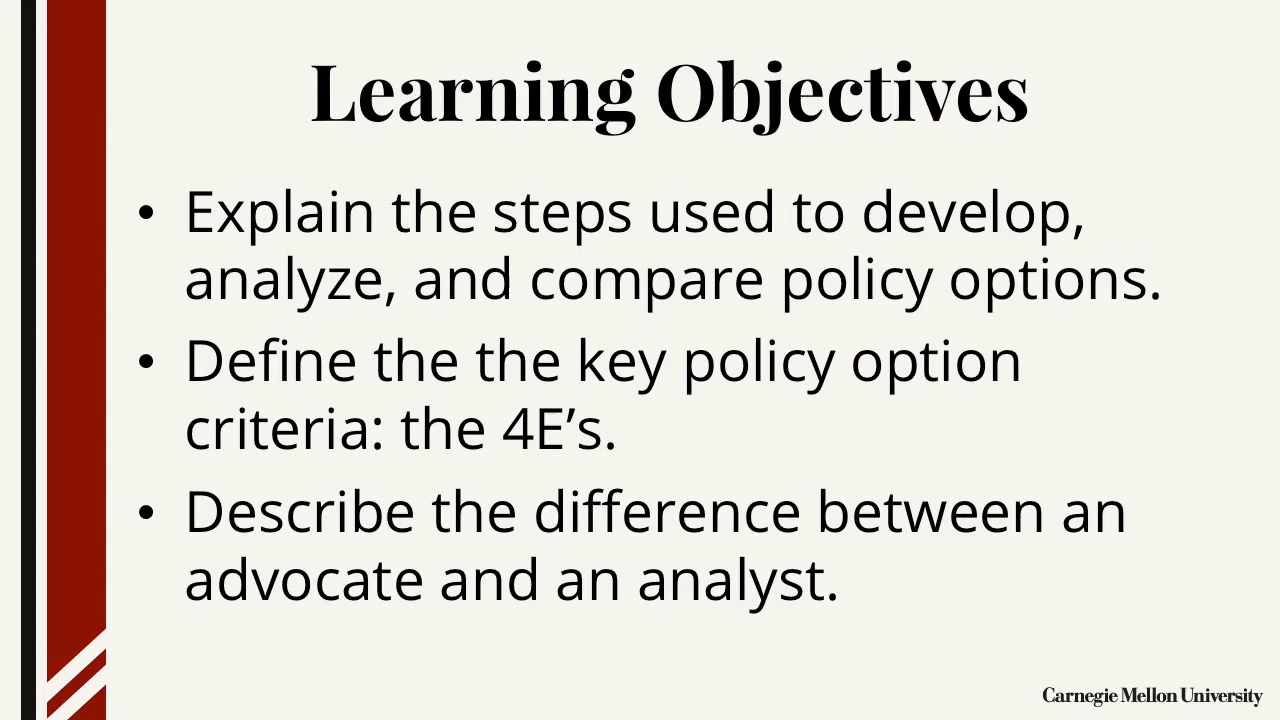 Learning Objectives
• Explain the steps used to develop,
analyze, and compare policy options.
• Define the the key policy option
criteria: the 4E’s.
• Describe the difference between an
advocate and an analyst.
Carnegie Mellon University